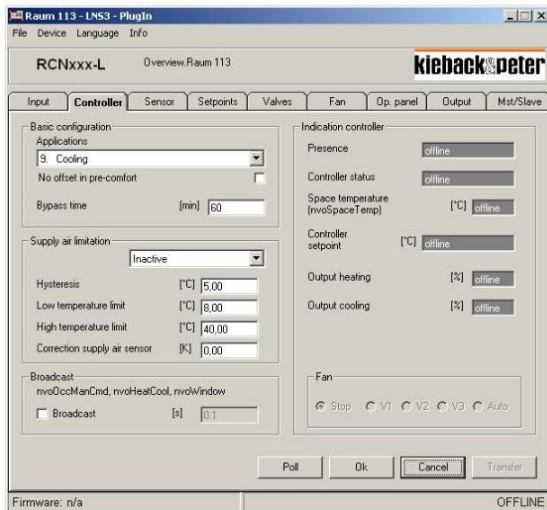 Raum 113 - LNS3 - PlugIn
File Device Language Info
RCNxxx-L Overview.Raum 113 kieback&peter
Input Controller Sensor Setpoints Valves Fan Op. panel Output Mst/Slave
Basic configuration
Applications
9. Cooling
No offset in pre-comfort
Bypass time [min] 60
Supply air limitation
Inactive
Hysteresis [°C] 5,00
Low temperature limit [°C] 8,00
High temperature limit [°C] 40,00
Correction supply air sensor [K] 0,00
Broadcast
nvoOccManCmd, nvoHeatCool, nvoWindow
Broadcast [s] 0.1
Indication controller
Presence offline
Controller status offline
Space temperature
(nvoSpaceTemp) [°C] offline
Controller
setpoint [°C] offline
Output heating [%] offline
Output cooling [%] offline
Fan
Stop V1 V2 V3 Auto
Poll Ok Cancel Transfer
Firmware: n/a OFFLINE